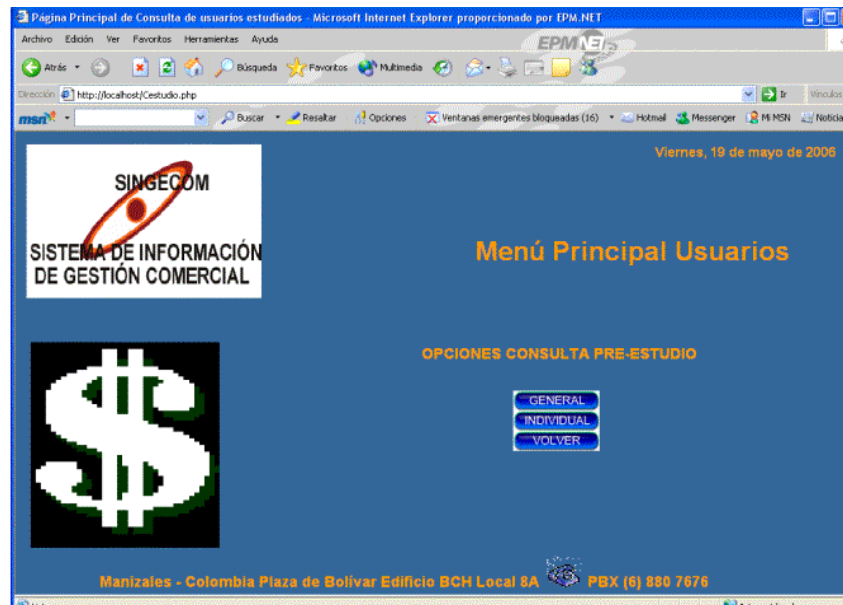 Página Principal de Consulta de usuarios estudiados - Microsoft Internet Explorer proporcionado por EPM.NET
Archivo Edición Ver Favoritos Herramientas Ayuda
EPM NET
Atrás Búsqueda Favoritos Multimedia
Dirección http://localhost/Cestudio.php Ir Vínculos
msn Buscar Resaltar Opciones Ventanas emergentes bloqueadas (16) Hotmail Messenger Mi MSN Noticia
Viernes, 19 de mayo de 2006
SINGECOM
SISTEMA DE INFORMACIÓN
DE GESTIÓN COMERCIAL
Menú Principal Usuarios
OPCIONES CONSULTA PRE-ESTUDIO
GENERAL
INDIVIDUAL
VOLVER
$
Manizales - Colombia Plaza de Bolívar Edificio BCH Local 8A PBX (6) 880 7676